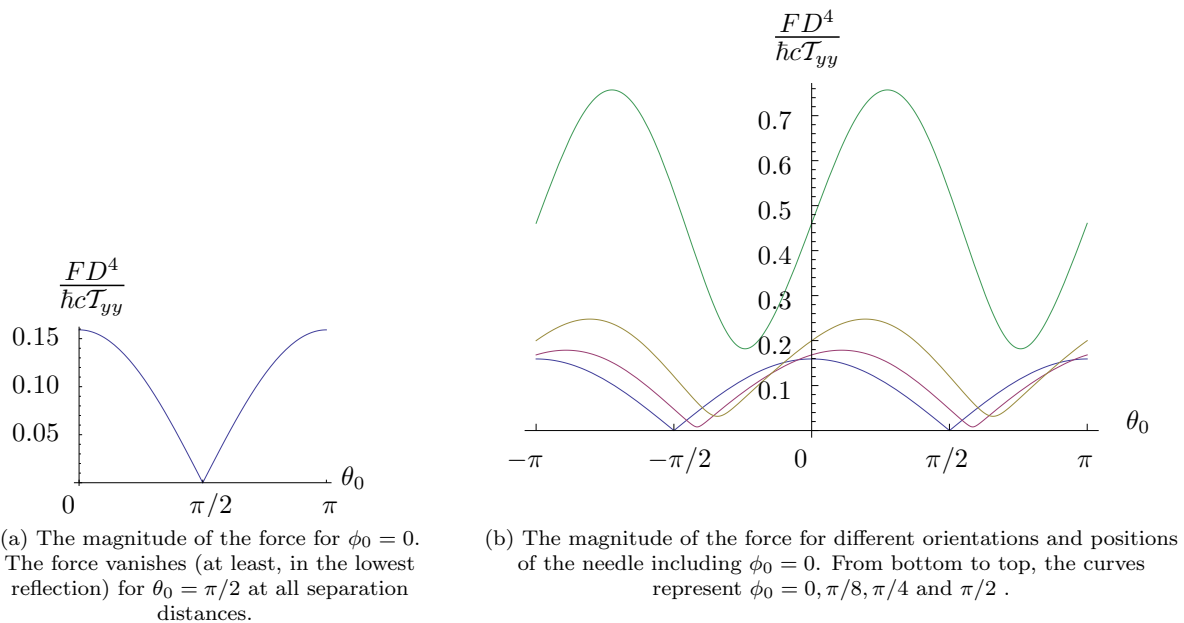 FD^4
ħc𝒯_yy
0.15
0.10
0.05
0
π/2
π
θ_0
(a) The magnitude of the force for ϕ_0 = 0.
The force vanishes (at least, in the lowest
reflection) for θ_0 = π/2 at all separation
distances.
FD^4
ħc𝒯_yy
0.7
0.6
0.5
0.4
0.3
0.2
0.1
−π
−π/2
0
π/2
π
θ_0
(b) The magnitude of the force for different orientations and positions
of the needle including ϕ_0 = 0. From bottom to top, the curves
represent ϕ_0 = 0, π/8, π/4 and π/2 .